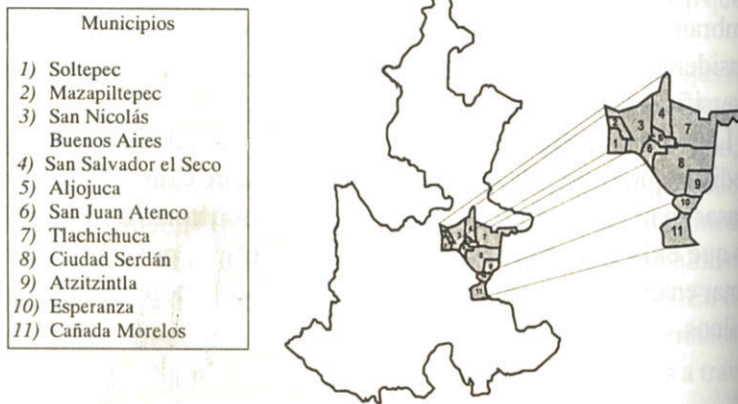 Municipios
1) Soltepec
2) Mazapiltepec
3) San Nicolás
Buenos Aires
4) San Salvador el Seco
5) Aljojuca
6) San Juan Atenco
7) Tlachichuca
8) Ciudad Serdán
9) Atzitzintla
10) Esperanza
11) Cañada Morelos
4
2
3
7
5
1
6
8
9
10
11